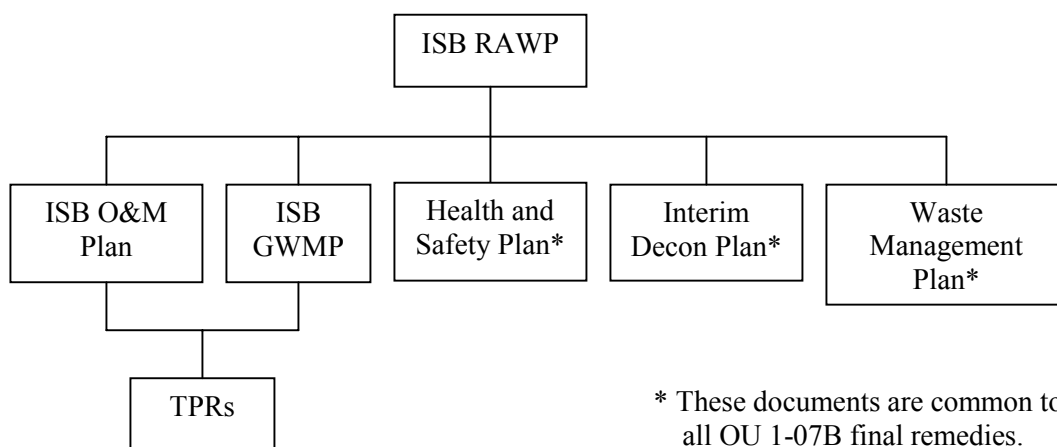 ISB RAWP
ISB O&M
Plan
ISB
GWMP
Health and
Safety Plan*
Interim
Decon Plan*
Waste
Management
Plan*
TPRs
* These documents are common to
all OU 1-07B final remedies.